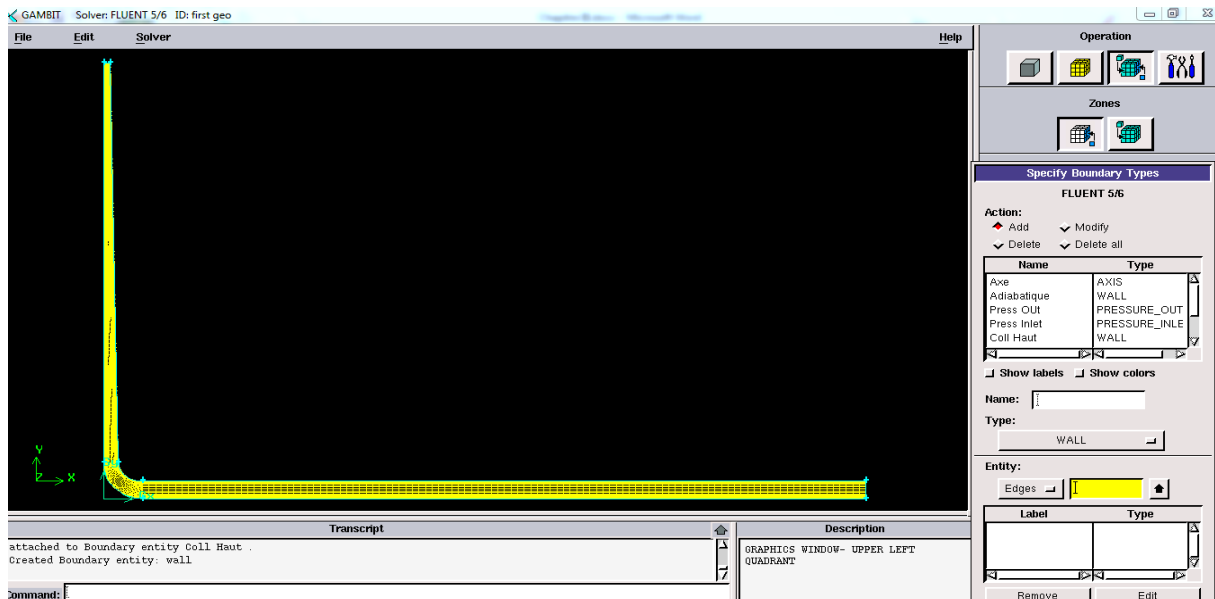 GAMBIT Solver: FLUENT 5/6 ID: first geo
File Edit Solver Help
Y
Z X
Transcript
attached to Boundary entity Coll Haut .
Created Boundary entity: wall
Command:
Description
GRAPHICS WINDOW- UPPER LEFT
QUADRANT
Operation
Zones
Specify Boundary Types
FLUENT 5/6
Action:
Add Modify
Delete Delete all
Name Type
Axe AXIS
Adiabatique WALL
Press OUt PRESSURE_OUT
Press Inlet PRESSURE_INLE
Coll Haut WALL
Show labels Show colors
Name:
Type:
WALL
Entity:
Edges
Label Type
Remove Edit